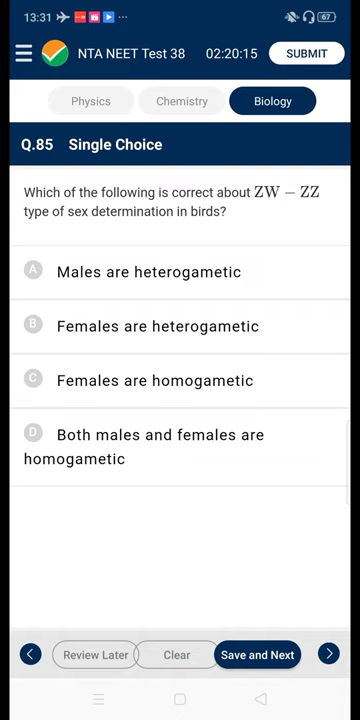 13:31 67
NTA NEET Test 38 02:20:15 SUBMIT
Physics Chemistry Biology
Q.85 Single Choice
Which of the following is correct about ZW − ZZ
type of sex determination in birds?
A Males are heterogametic
B Females are heterogametic
C Females are homogametic
D Both males and females are
homogametic
Review Later Clear Save and Next